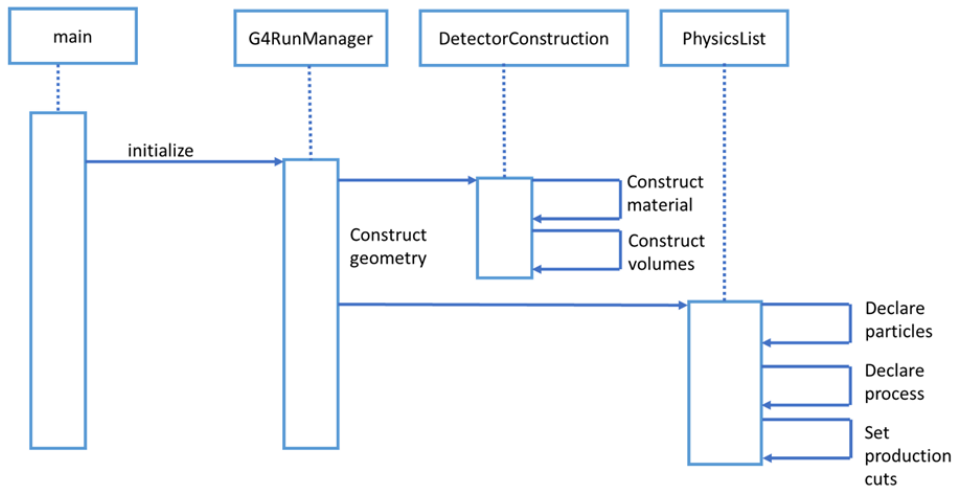 main
G4RunManager
DetectorConstruction
PhysicsList
initialize
Construct
material
Construct
geometry
Construct
volumes
Declare
particles
Declare
process
Set
production
cuts